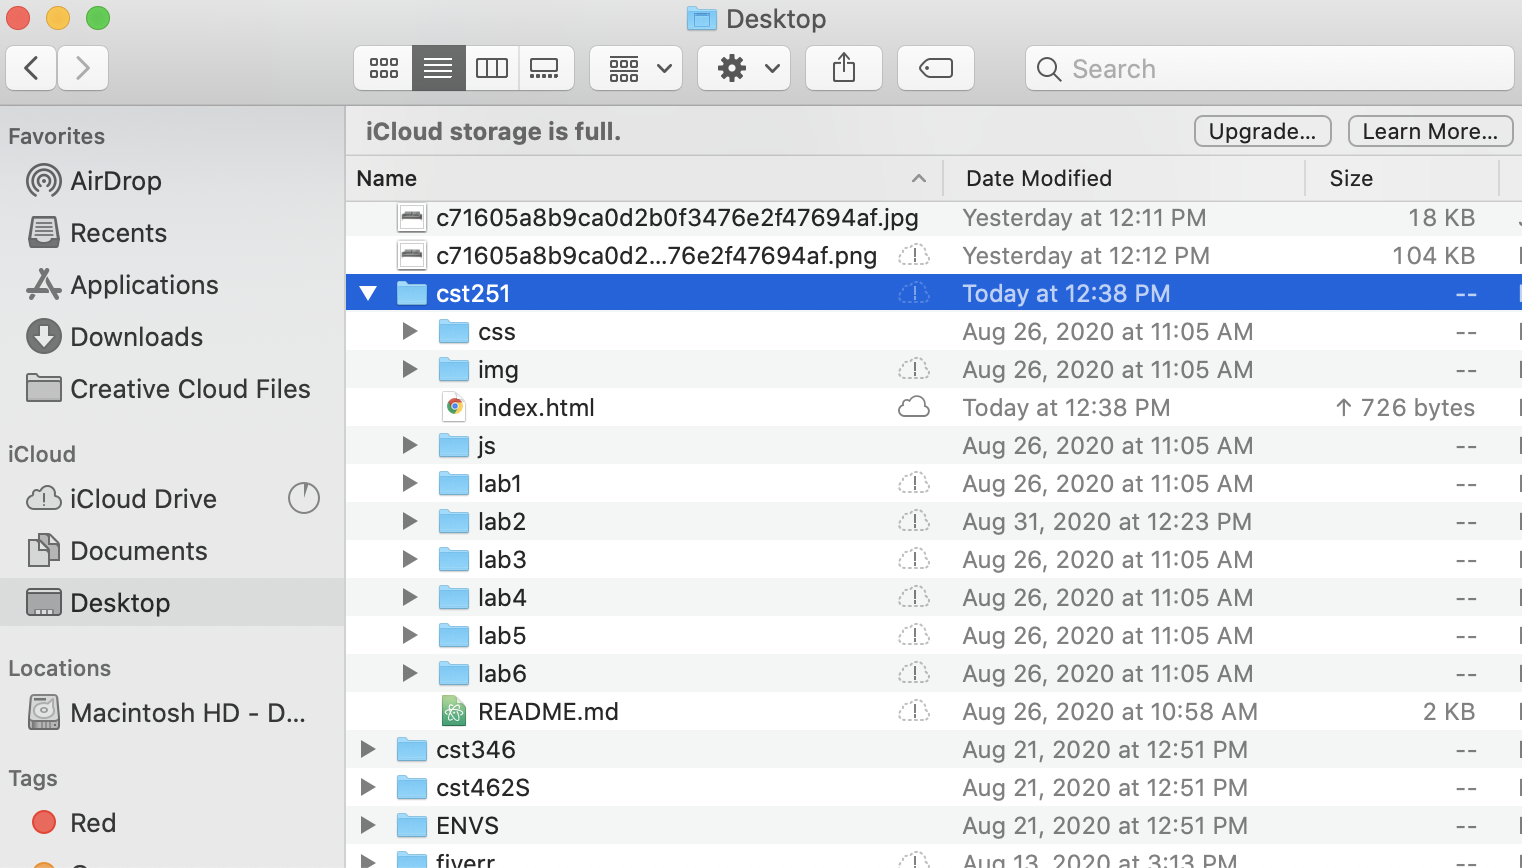 Desktop
Search
Favorites
AirDrop
Recents
Applications
Downloads
Creative Cloud Files
iCloud
iCloud Drive
Documents
Desktop
Locations
Macintosh HD - D...
Tags
Red
iCloud storage is full.
Upgrade...
Learn More...
Name Date Modified Size
c71605a8b9ca0d2b0f3476e2f47694af.jpg Yesterday at 12:11 PM 18 KB
c71605a8b9ca0d2...76e2f47694af.png Yesterday at 12:12 PM 104 KB
cst251 Today at 12:38 PM --
css Aug 26, 2020 at 11:05 AM --
img Aug 26, 2020 at 11:05 AM --
index.html Today at 12:38 PM ↑ 726 bytes
js Aug 26, 2020 at 11:05 AM --
lab1 Aug 26, 2020 at 11:05 AM --
lab2 Aug 31, 2020 at 12:23 PM --
lab3 Aug 26, 2020 at 11:05 AM --
lab4 Aug 26, 2020 at 11:05 AM --
lab5 Aug 26, 2020 at 11:05 AM --
lab6 Aug 26, 2020 at 11:05 AM --
README.md Aug 26, 2020 at 10:58 AM 2 KB
cst346 Aug 21, 2020 at 12:51 PM --
cst462S Aug 21, 2020 at 12:51 PM --
ENVS Aug 21, 2020 at 12:51 PM --
fiverr Aug 13, 2020 at 3:13 PM --